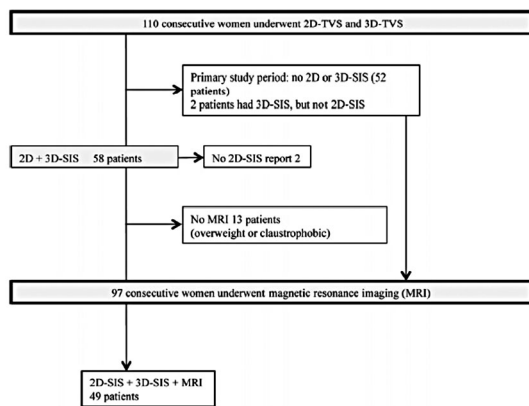 110 consecutive women underwent 2D-TVS and 3D-TVS
Primary study period: no 2D or 3D-SIS (52
patients)
2 patients had 3D-SIS, but not 2D-SIS
2D + 3D-SIS 58 patients
No 2D-SIS report 2
No MRI 13 patients
(overweight or claustrophobic)
97 consecutive women underwent magnetic resonance imaging (MRI)
2D-SIS + 3D-SIS + MRI
49 patients